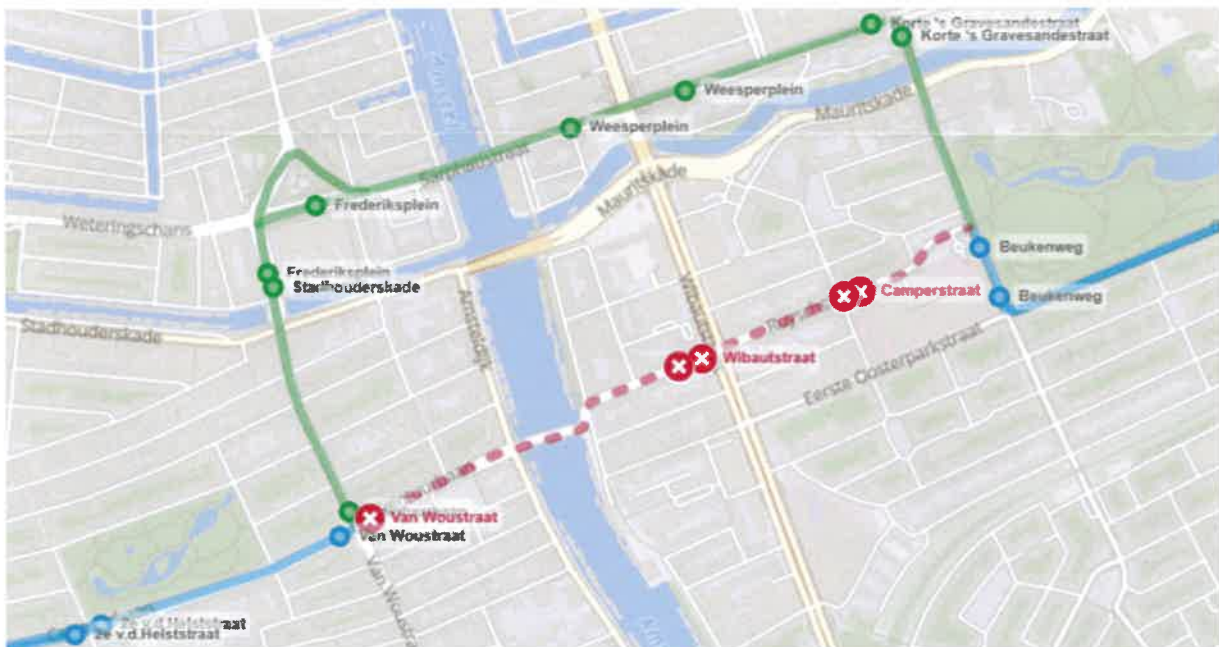 Korte 's Gravesandestraat
Korte 's Gravesandestraat
Weesperplein
Mauritskade
Weesperplein
Sarphatistraat
Mauritskade
Frederiksplein
Weteringschans
Beukenweg
Frederiksplein
Stadhouderskade
Camperstraat
Beukenweg
Amsteldijk
Stadhouderskade
Wibautstraat
Eerste Oosterparkstraat
Van Woustraat
Van Woustraat
Van Woustraat
2e v.d.Helststraat
2e v.d.Helststraat